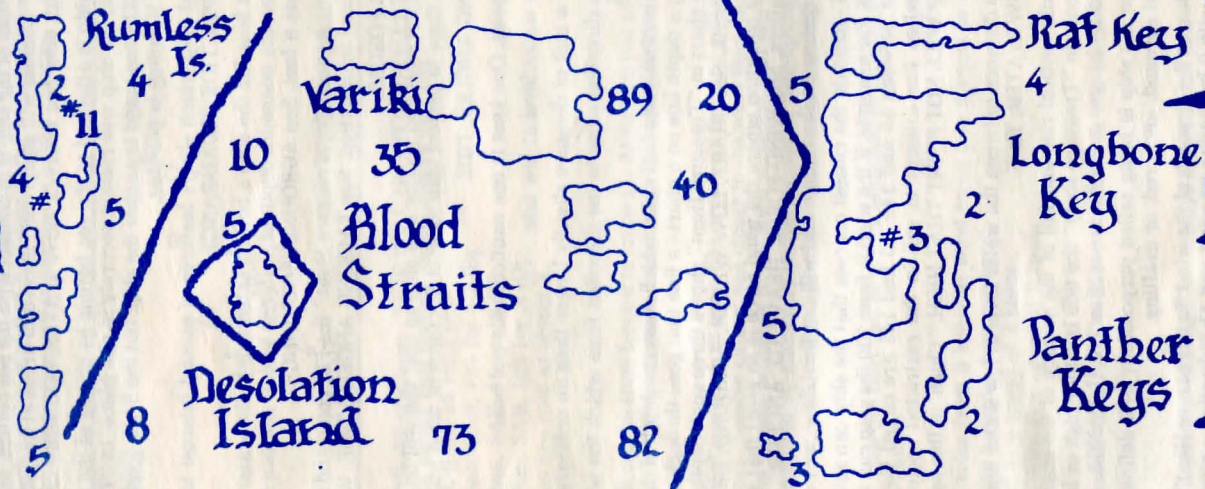 Rumless
Is.
4
2
#11
4
#
5
5
10
8
Variki
35
89
20
40
5
Blood
Straits
Desolation
Island
73
82
5
Rat Key
4
Longbone
Key
2
#3
5
Panther
Keys
2
3